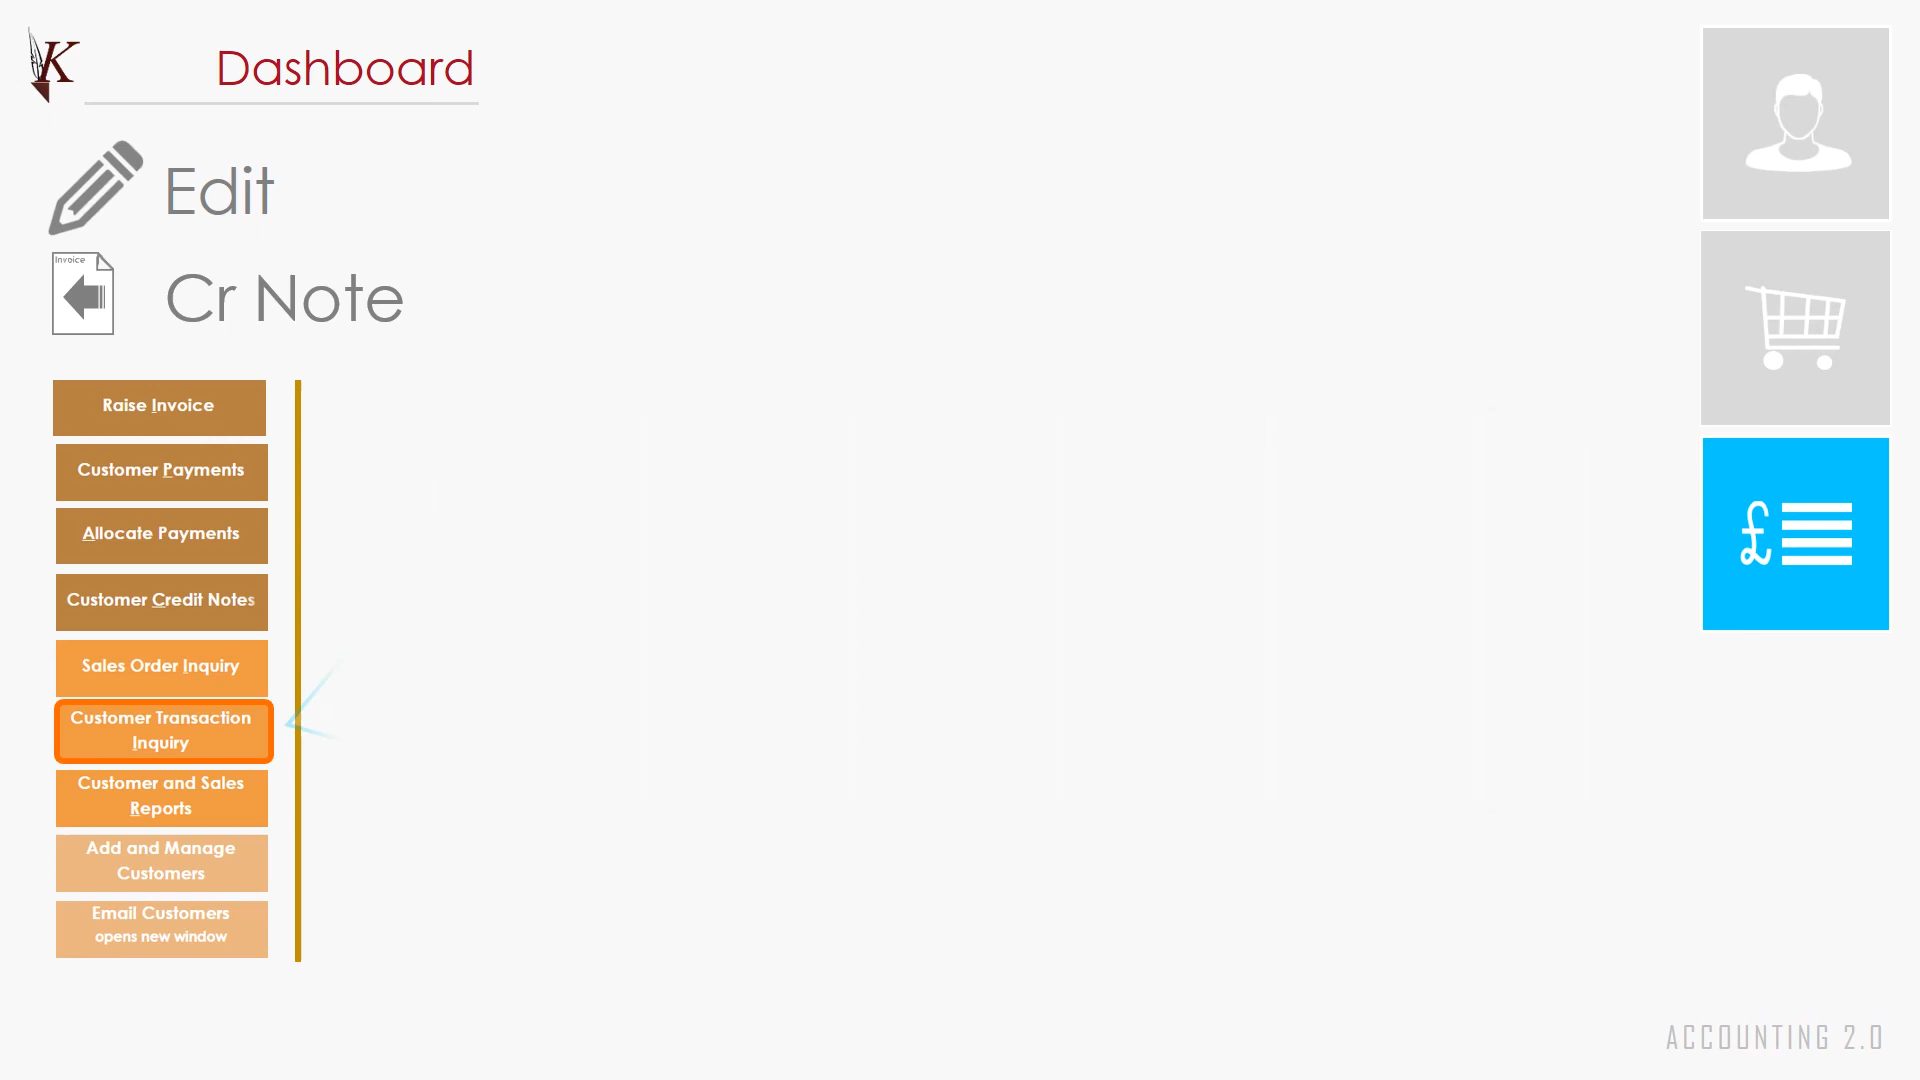 K
Dashboard
Edit
Invoice
Cr Note
Raise Invoice
Customer Payments
Allocate Payments
Customer Credit Notes
Sales Order Inquiry
Customer Transaction
Inquiry
Customer and Sales
Reports
Add and Manage
Customers
Email Customers
opens new window
£
ACCOUNTING 2.0